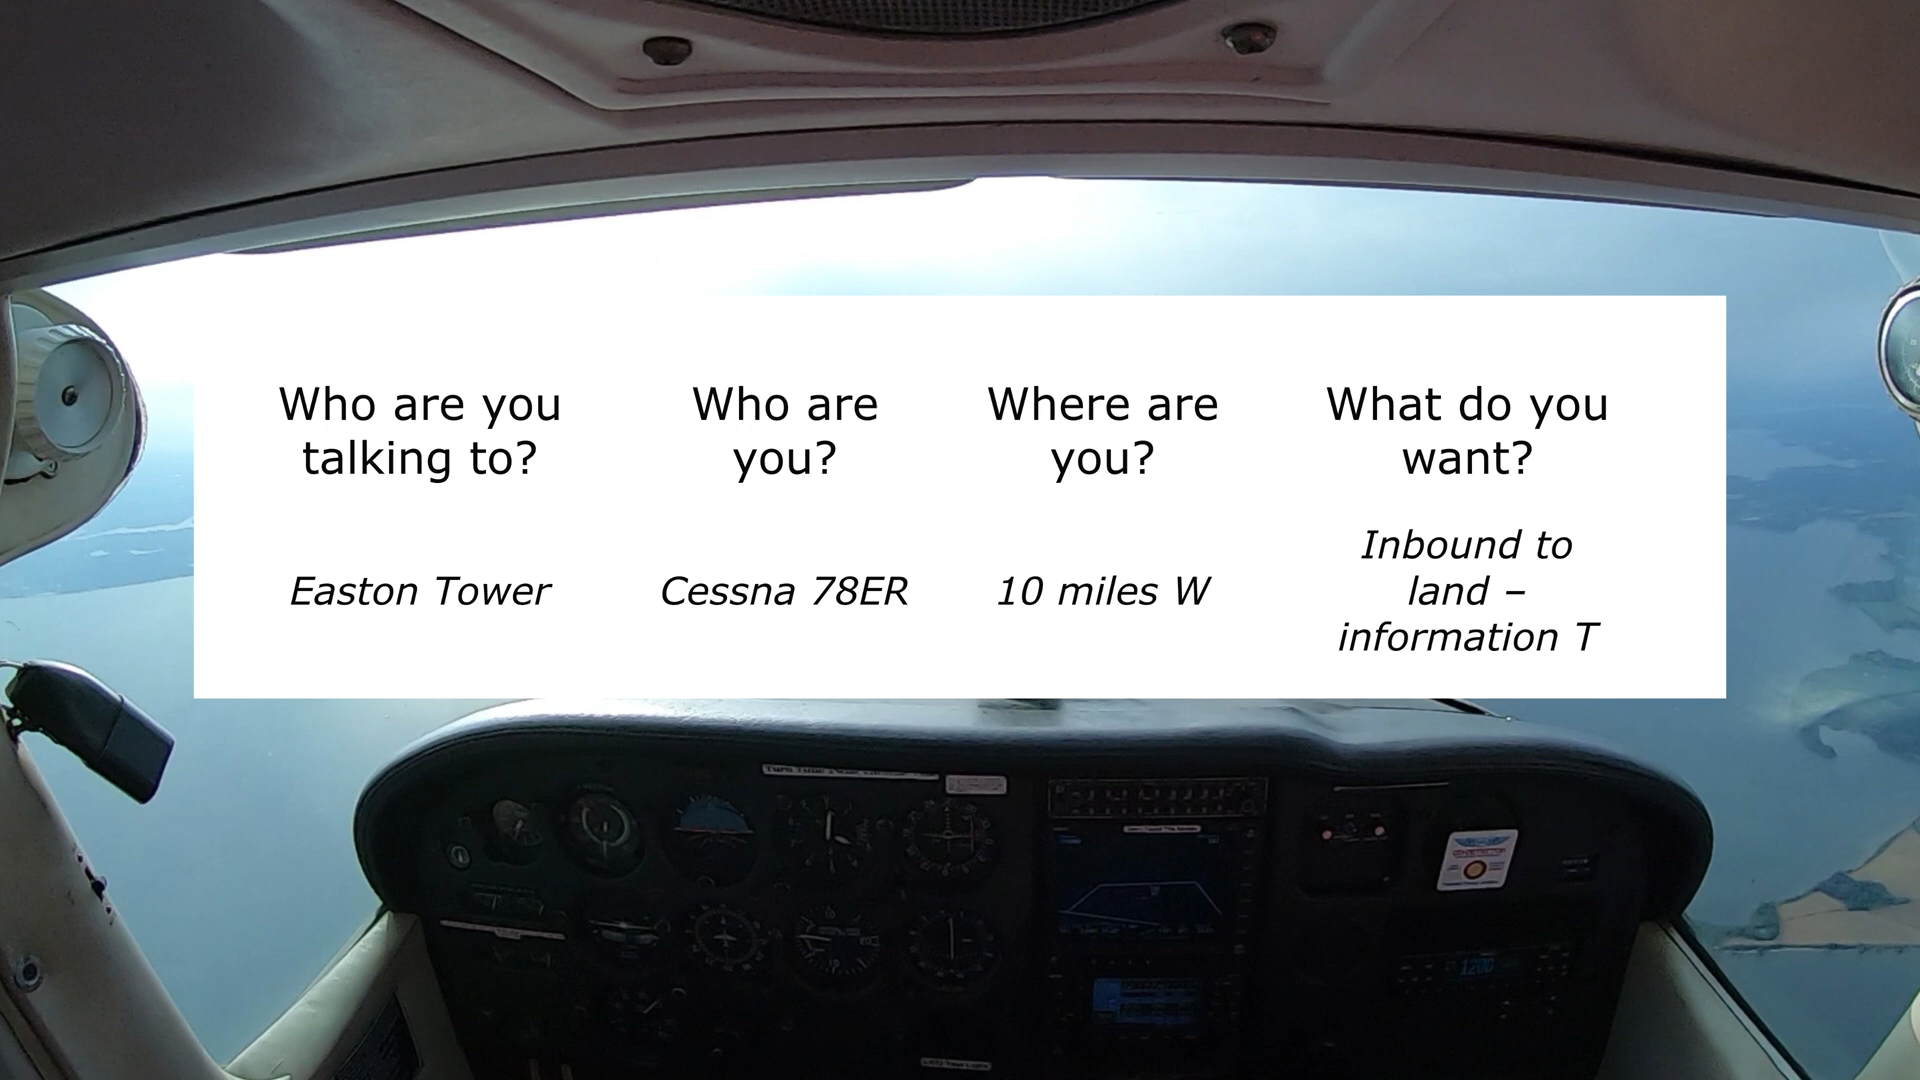 Who are you
talking to?
Who are
you?
Where are
you?
What do you
want?
Easton Tower
Cessna 78ER
10 miles W
Inbound to
land –
information T
1200